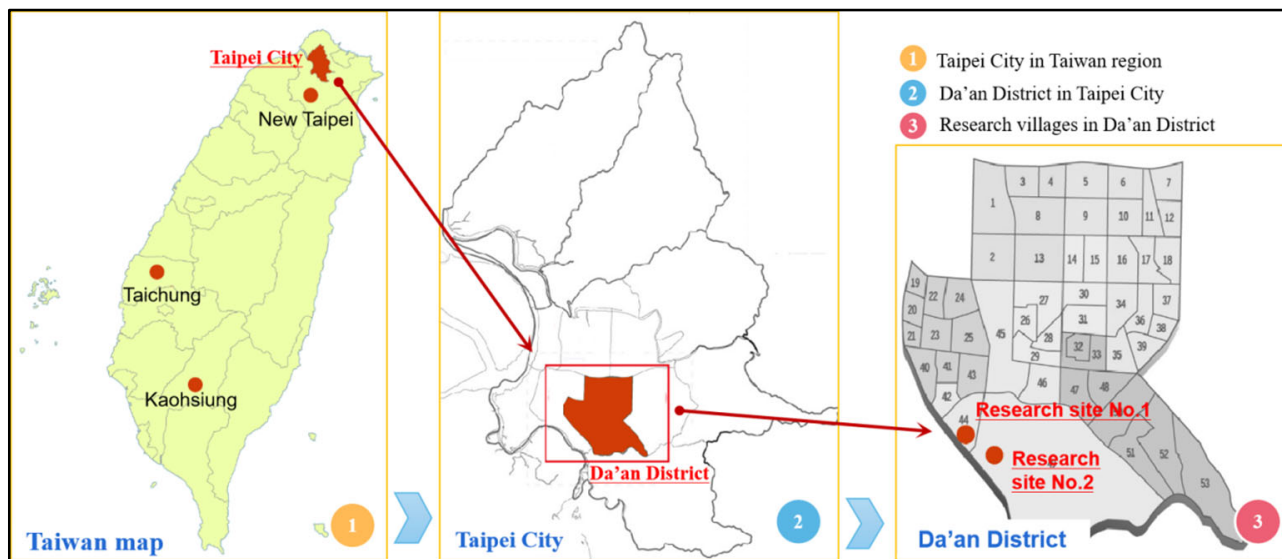 Taipei City
New Taipei
Taichung
Kaohsiung
Taiwan map
1
Da'an District
Taipei City
2
1 Taipei City in Taiwan region
2 Da'an District in Taipei City
3 Research villages in Da'an District
3 4 5 6 7
1
8 9 10 11 12
2 13 14 15 16 17 18
19
22 24 27 30 34 37
20
26 31 36
21 23 25 45 28 32 33 35 39 38
29
40 41 43 46 47 48
42
44
Research site No.1
Research
site No.2
51 52 53
Da'an District
3